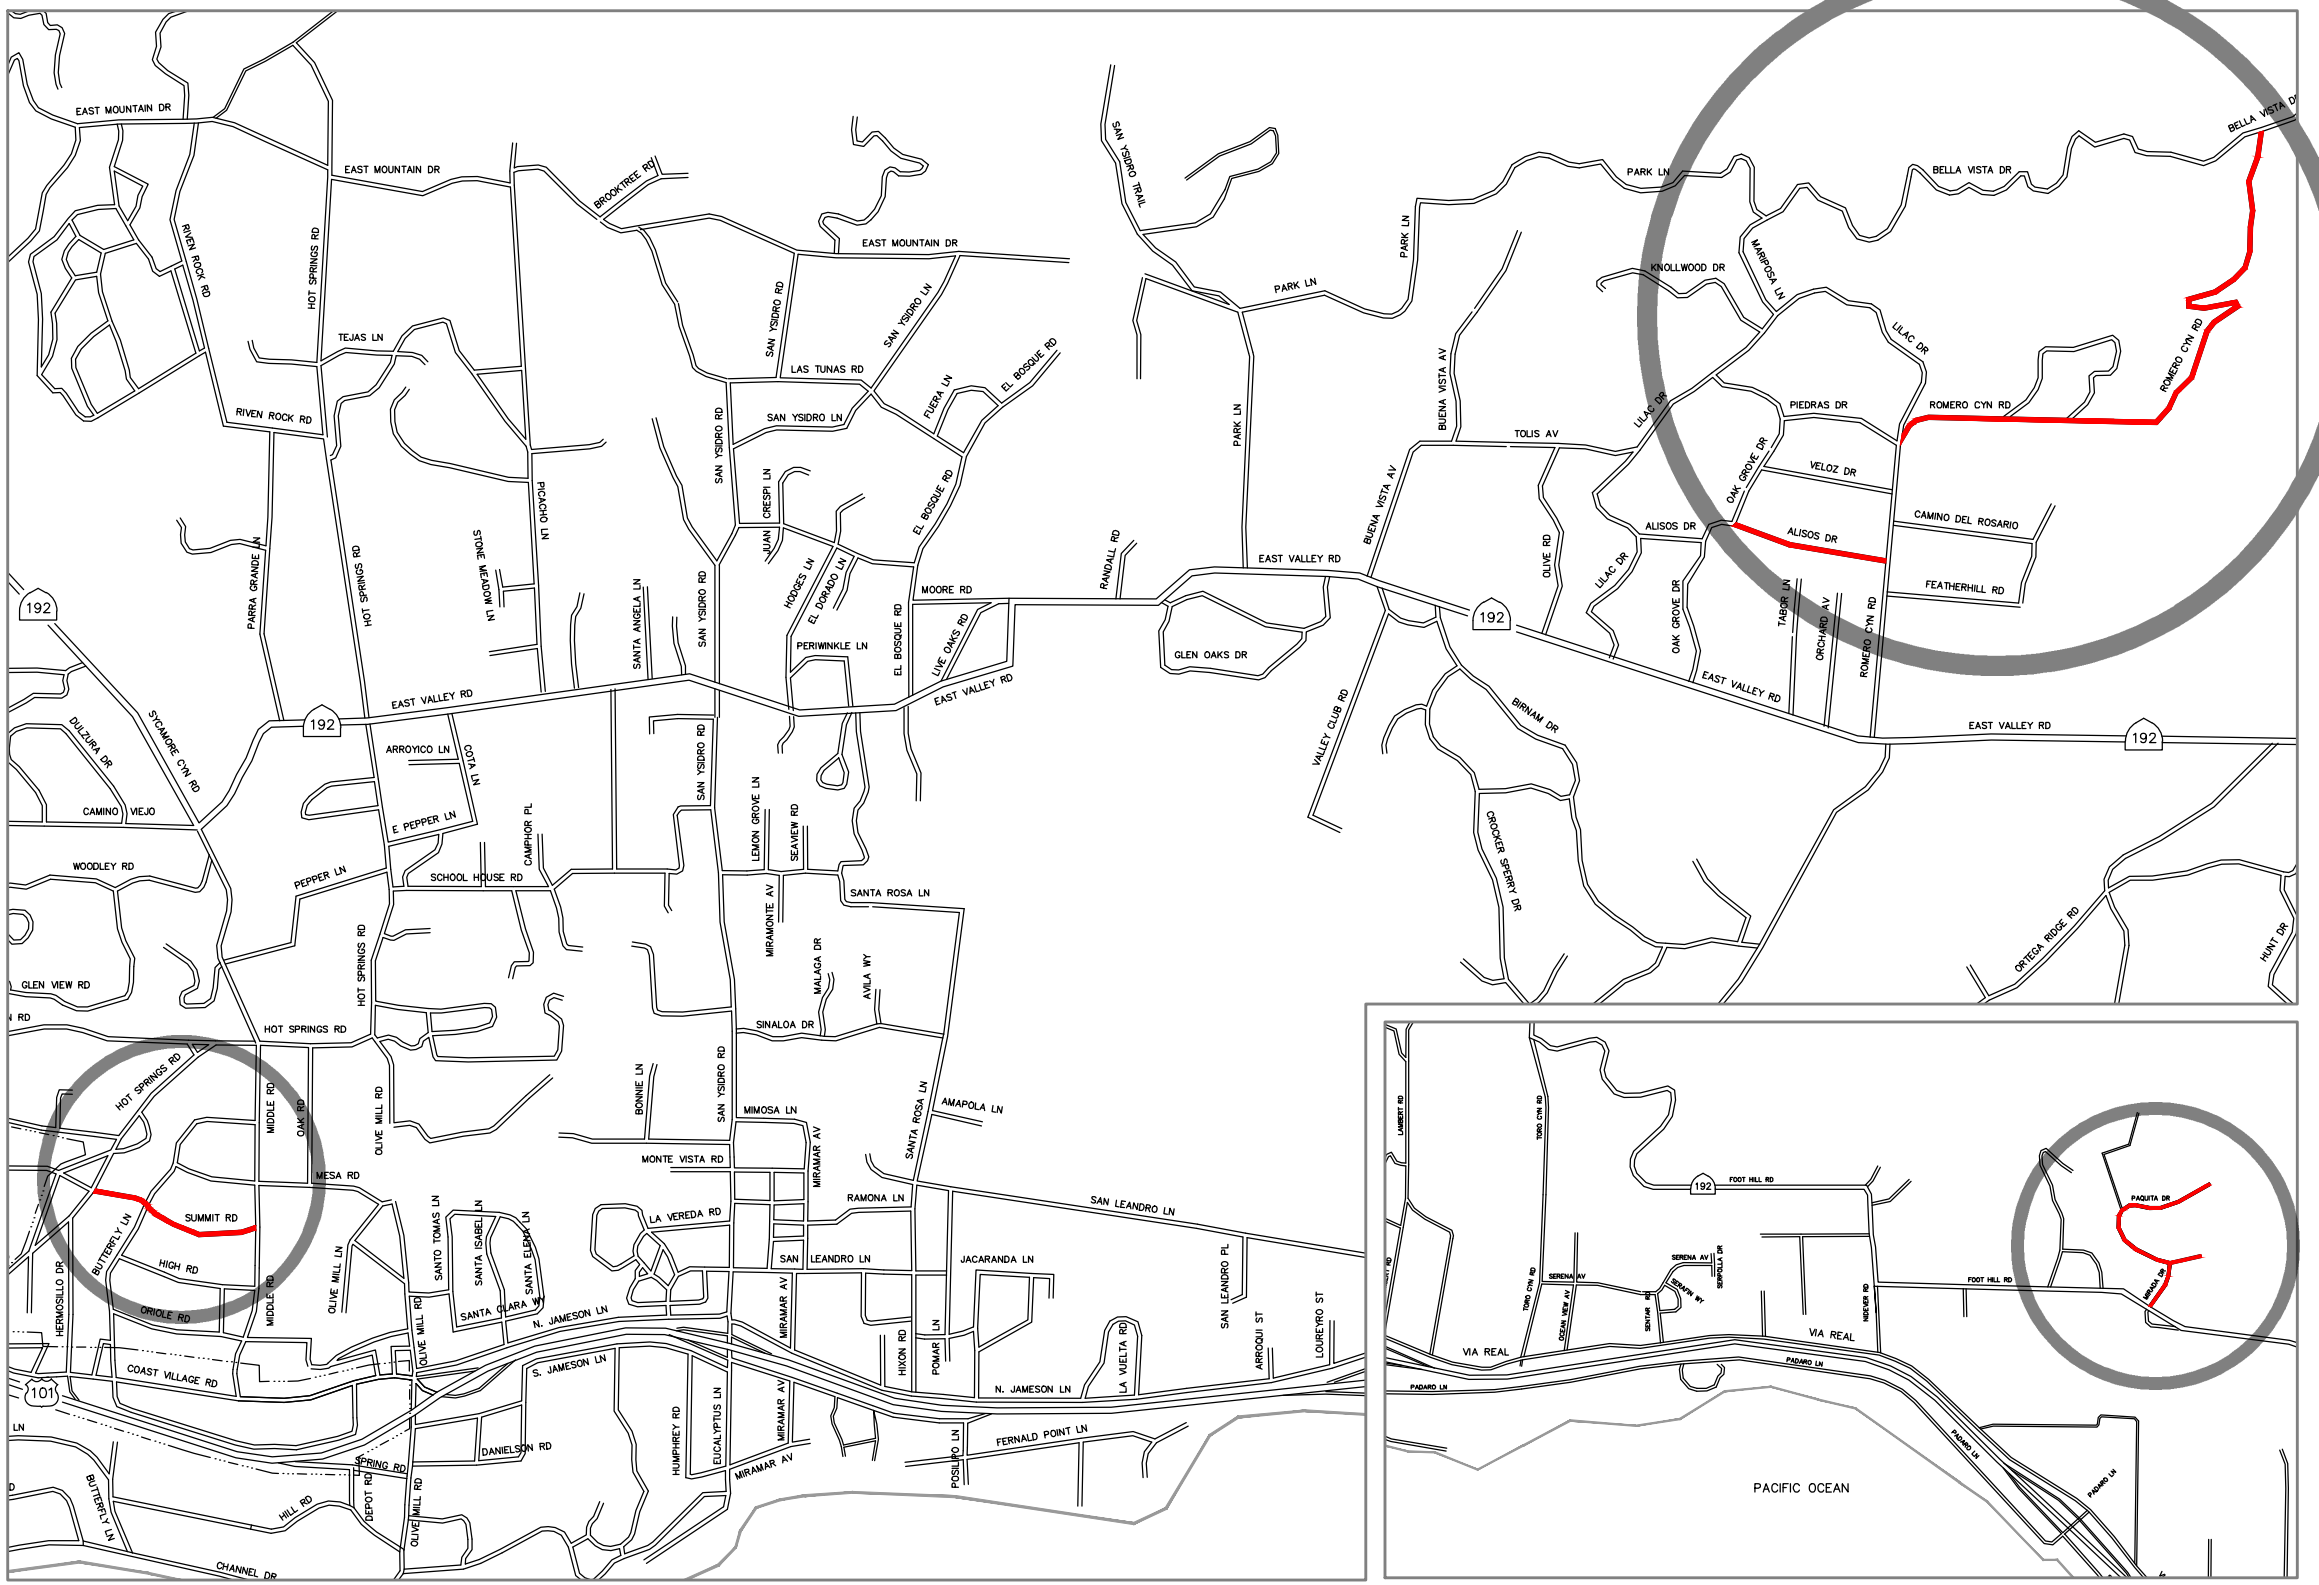 EAST MOUNTAIN DR
BELLA VISTA DR
EAST MOUNTAIN DR
BROOKTREE RD
SAN YSIDRO TRAIL
PARK LN
BELLA VISTA DR
RIVEN ROCK RD
HOT SPRINGS RD
EAST MOUNTAIN DR
PARK LN
MARIPOSA LN
KNOLLWOOD DR
PARK LN
SAN YSIDRO RD
SAN YSIDRO LN
TEJAS LN
LILAC DR
ROMERO CYN RD
LAS TUNAS RD
EL BOSQUE RD
FUERA LN
BUENA VISTA AV
RIVEN ROCK RD
SAN YSIDRO RD
SAN YSIDRO LN
PARK LN
LILAC DR
PIEDRAS DR
ROMERO CYN RD
TOLIS AV
OAK GROVE DR
VELOZ DR
PICACHO LN
JUAN CRESPI LN
EL BOSQUE RD
BUENA VISTA AV
ALISOS DR
ALISOS DR
CAMINO DEL ROSARIO
PARRA GRANDE LN
HOT SPRINGS RD
STONE MEADOW LN
SANTA ANGELA LN
SAN YSIDRO RD
HODGES LN
EL DORADO LN
MOORE RD
RANDALL RD
EAST VALLEY RD
OLIVE RD
LILAC DR
OAK GROVE DR
TABOR LN
ORCHARD AV
ROMERO CYN RD
FEATHERHILL RD
192
192
PERIWINKLE LN
EL BOSQUE RD
LIVE OAKS RD
GLEN OAKS DR
EAST VALLEY RD
EAST VALLEY RD
EAST VALLEY RD
192
DULZURA DR
SYCAMORE CYN RD
ARROYICO LN
COTA LN
SAN YSIDRO RD
VALLEY CLUB RD
BIRNAM DR
EAST VALLEY RD
192
CAMINO VIEJO
E PEPPER LN
CAMPHOR PL
LEMON GROVE LN
SEAVIEW RD
CROCKER SPERRY DR
WOODLEY RD
PEPPER LN
SCHOOL HOUSE RD
MIRAMONTE AV
SANTA ROSA LN
HOT SPRINGS RD
MALAGA DR
AVILA WY
ORTEGA RIDGE RD
HUNT DR
GLEN VIEW RD
N RD
HOT SPRINGS RD
SINALOA DR
HOT SPRINGS RD
MIDDLE RD
OAK RD
OLIVE MILL RD
BONNIE LN
SAN YSIDRO RD
MIMOSA LN
SANTA ROSA LN
AMAPOLA LN
MIRAMAR AV
MONTE VISTA RD
MESA RD
SUMMIT RD
BUTTERFLY LN
HIGH RD
SANTO TOMAS LN
SANTA ISABEL LN
SANTA ELENA LN
LA VEREDA RD
RAMONA LN
SAN LEANDRO LN
SAN LEANDRO LN
JACARANDA LN
SAN LEANDRO PL
HERMOSILLO DR
ORIOLE RD
MIDDLE RD
OLIVE MILL LN
OLIVE MILL RD
SANTA CLARA WY
N. JAMESON LN
MIRAMAR AV
HIXON RD
POMAR LN
LA VUELTA RD
ARROQUI ST
LOUREYRO ST
COAST VILLAGE RD
101
S. JAMESON LN
N. JAMESON LN
LN
HUMPHREY RD
EUCALYPTUS LN
MIRAMAR AV
DANIELSON RD
SPRING RD
MIRAMAR AV
POSILIPO LN
FERNALD POINT LN
D
BUTTERFLY LN
HILL RD
DEPOT RD
OLIVE MILL RD
CHANNEL DR
LAMBERT RD
TORO CYN RD
192
FOOT HILL RD
PAQUITA DR
RT RD
TORO CYN RD
SERENA AV
SERENA AV
SERPOLLA DR
SERAFIN WY
OCEAN VIEW AV
SENTAR RD
NIDEVER RD
FOOT HILL RD
MIRADA DR
VIA REAL
VIA REAL
PADARO LN
PADARO LN
PADARO LN
PADARO LN
PACIFIC OCEAN